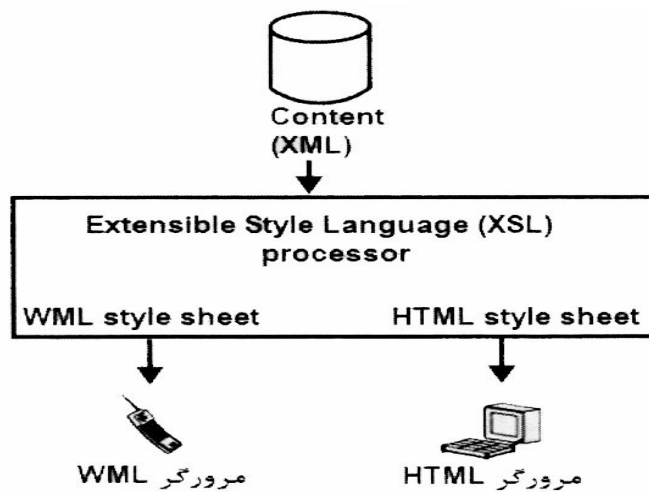 Content
(XML)
Extensible Style Language (XSL)
processor
WML style sheet
HTML style sheet
مرورگر WML
مرورگر HTML